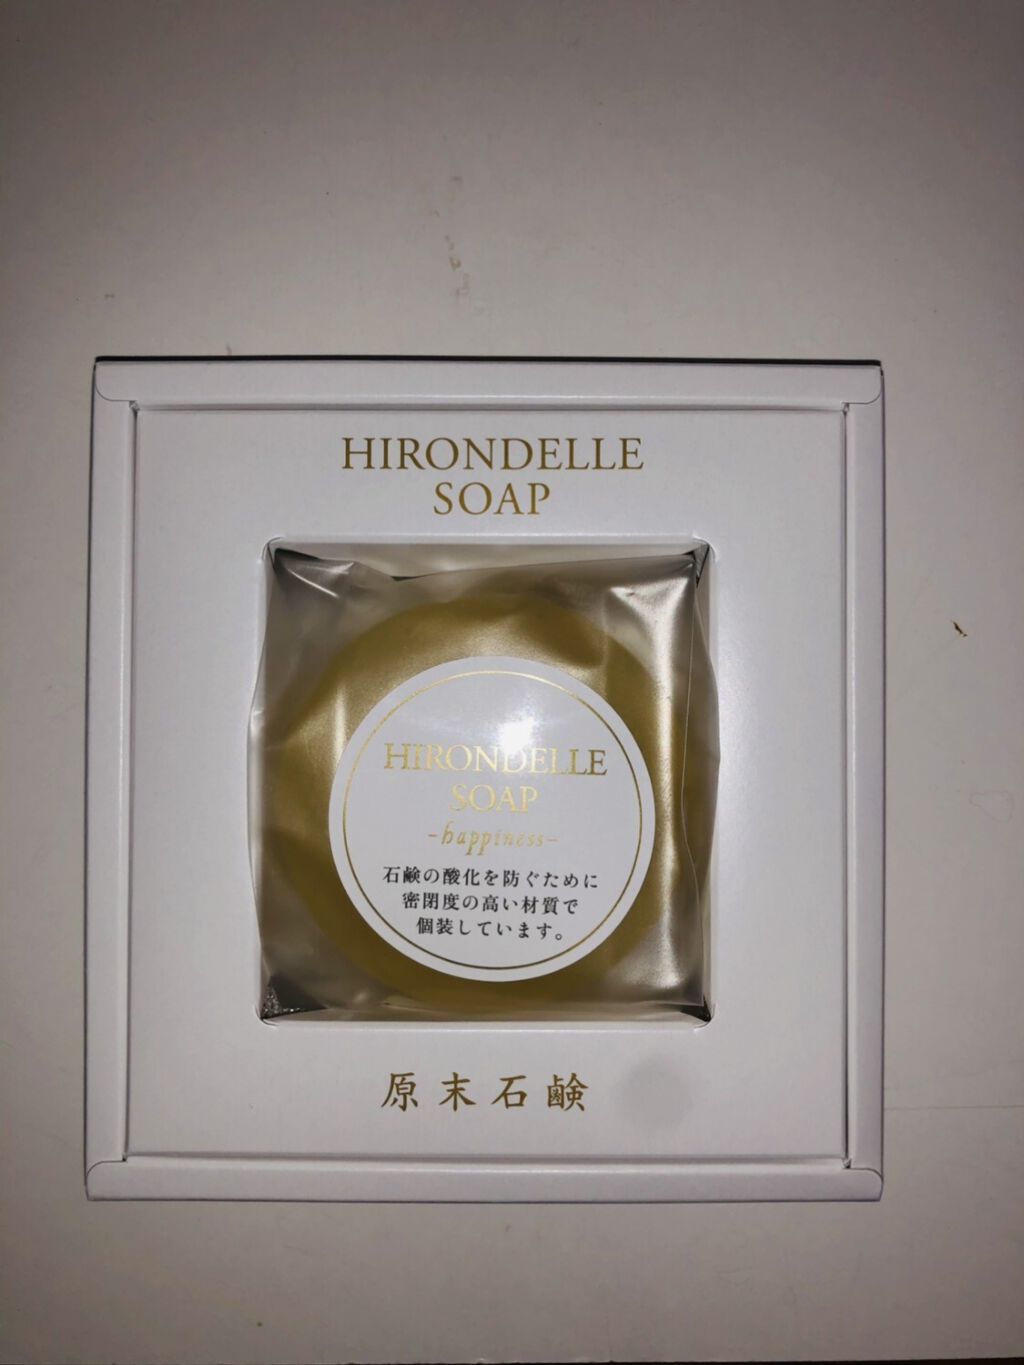 HIRONDELLE
SOAP
HIRONDELLE
SOAP
-happiness-
石鹸の酸化を防ぐために
密閉度の高い材質で
個装しています。
原末石鹸